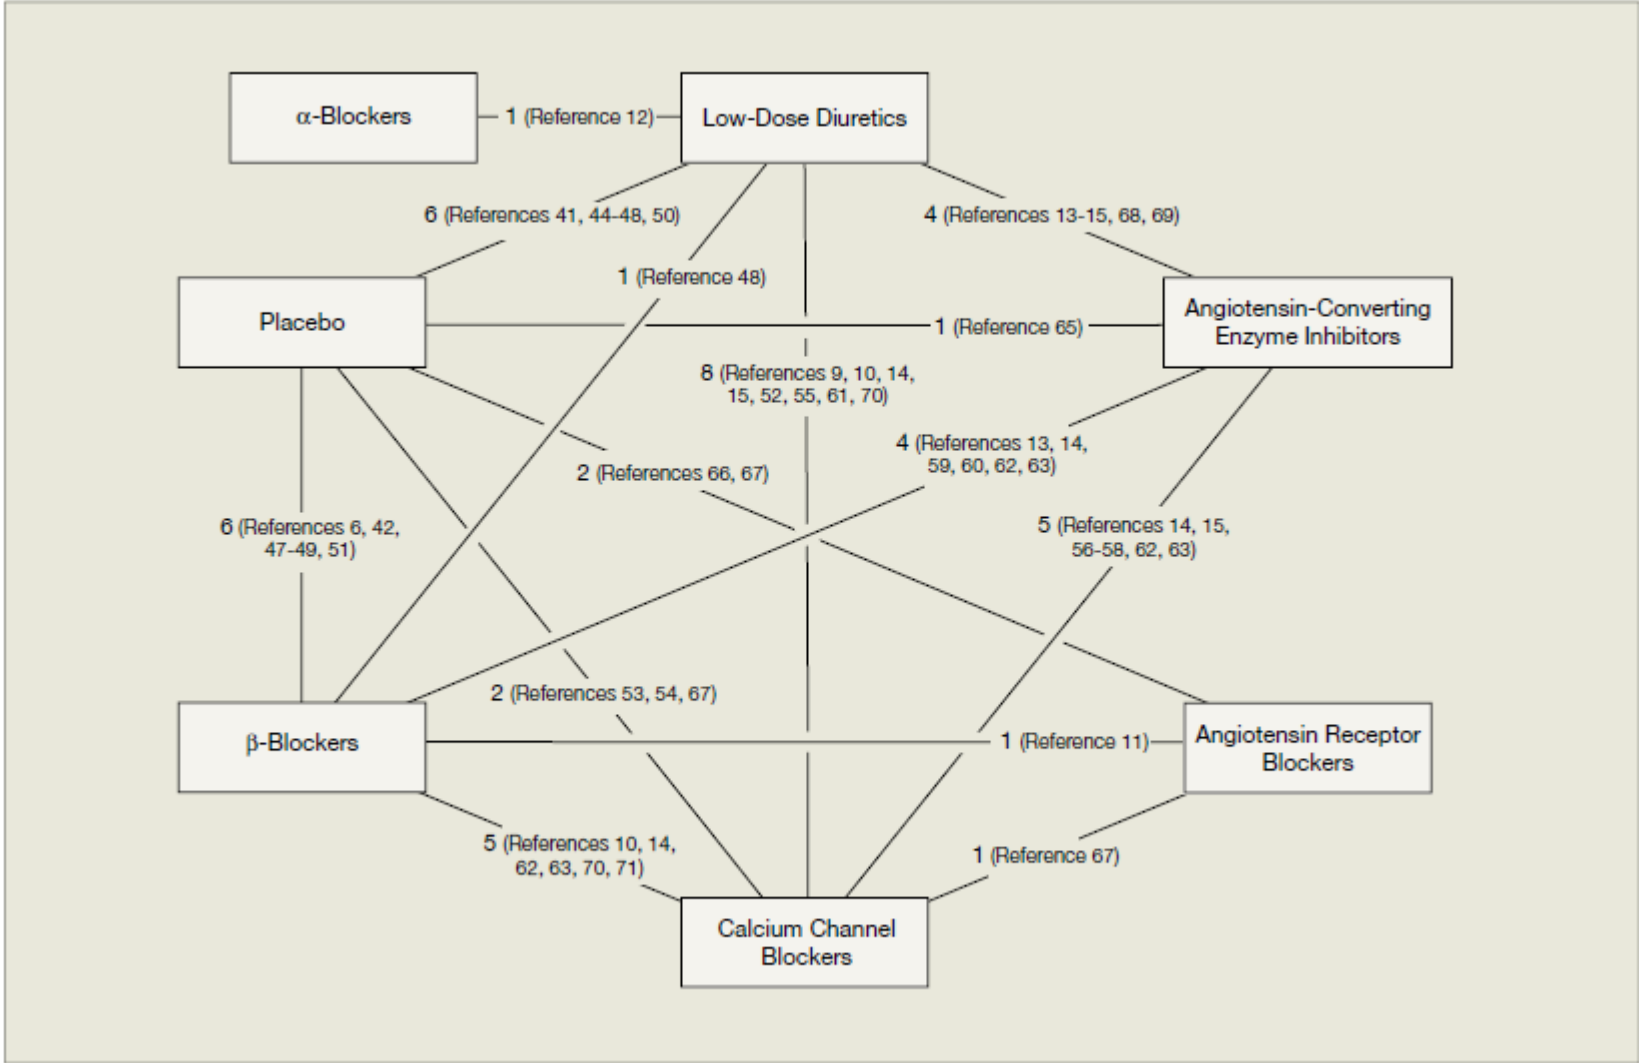 α-Blockers
1 (Reference 12)
Low-Dose Diuretics
6 (References 41, 44-48, 50)
4 (References 13-15, 68, 69)
1 (Reference 48)
Placebo
1 (Reference 65)
Angiotensin-Converting
Enzyme Inhibitors
8 (References 9, 10, 14,
15, 52, 55, 61, 70)
4 (References 13, 14,
59, 60, 62, 63)
2 (References 66, 67)
6 (References 6, 42,
47-49, 51)
5 (References 14, 15,
56-58, 62, 63)
2 (References 53, 54, 67)
β-Blockers
1 (Reference 11)
Angiotensin Receptor
Blockers
5 (References 10, 14,
62, 63, 70, 71)
1 (Reference 67)
Calcium Channel
Blockers